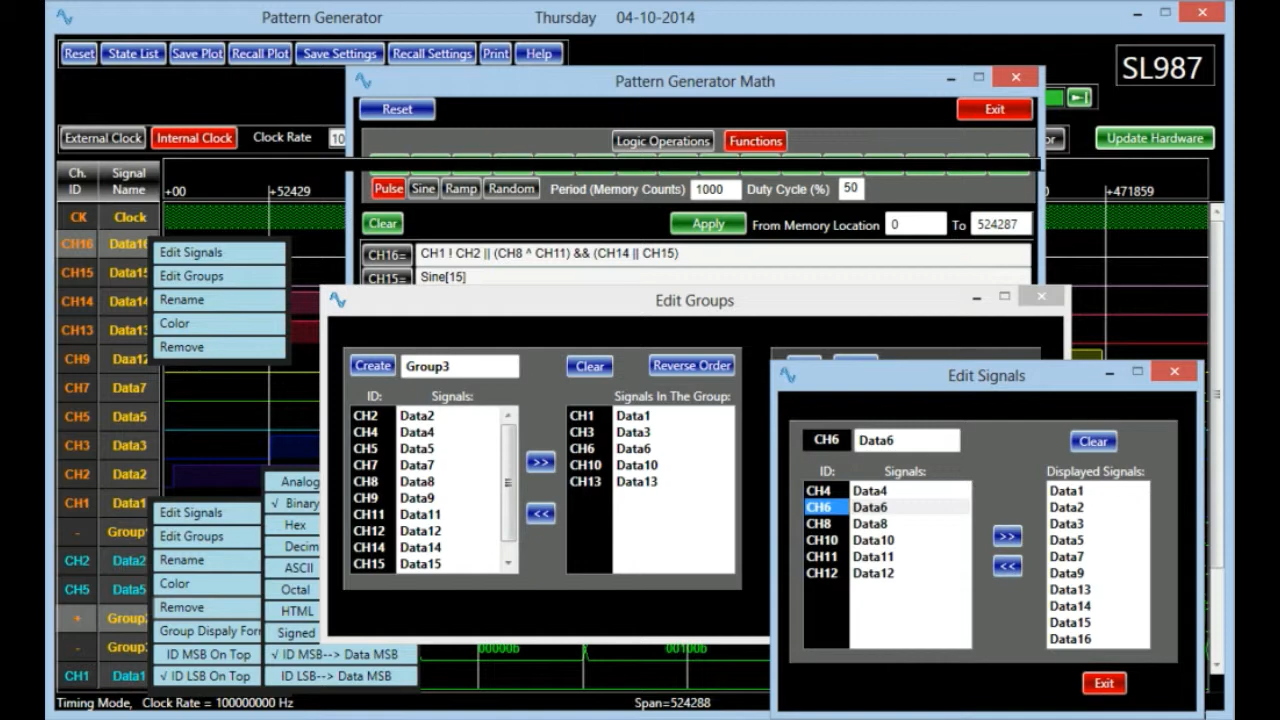 Pattern Generator Thursday 04-10-2014
Reset State List Save Plot Recall Plot Save Settings Recall Settings Print Help
SL987
External Clock Internal Clock Clock Rate 10
Update Hardware
Ch. ID Signal Name +00 +52429 +471859
CK Clock
CH16 Data16
CH15 Data15
CH14 Data14
CH13 Data13
CH9 Daa12
CH7 Data7
CH5 Data5
CH3 Data3
CH2 Data2
CH1 Data1
- Group
CH2 Data2
CH5 Data5
+ Group
- Group
CH1 Data1
Edit Signals
Edit Groups
Rename
Color
Remove
Edit Signals
Edit Groups
Rename
Color
Remove
Group Dispaly For
ID MSB On Top
√ ID LSB On Top
Analog
√ Binary
Hex
Decim
ASCII
Octal
HTML
Signed
√ ID MSB--> Data MSB
ID LSB--> Data MSB
00000b 00100b
Timing Mode, Clock Rate = 100000000 Hz Span=524288
Pattern Generator Math
Reset Exit
Logic Operations Functions
Pulse Sine Ramp Random Period (Memory Counts) 1000 Duty Cycle (%) 50
Clear Apply From Memory Location 0 To 524287
CH16= CH1 ! CH2 || (CH8 ^ CH11) && (CH14 || CH15)
CH15= Sine[15]
Edit Groups
Create Group3 Clear Reverse Order
ID: Signals: Signals In The Group:
CH2 Data2 CH1 Data1
CH4 Data4 CH3 Data3
CH5 Data5 CH6 Data6
CH7 Data7 >> CH10 Data10
CH8 Data8 CH13 Data13
CH9 Data9
CH11 Data11 <<
CH12 Data12
CH14 Data14
CH15 Data15
Edit Signals
CH6 Data6 Clear
ID: Signals: Displayed Signals:
CH4 Data4 Data1
CH6 Data6 Data2
CH8 Data8 Data3
CH10 Data10 >> Data5
CH11 Data11 Data7
CH12 Data12 << Data9
Data13
Data14
Data15
Data16
Exit